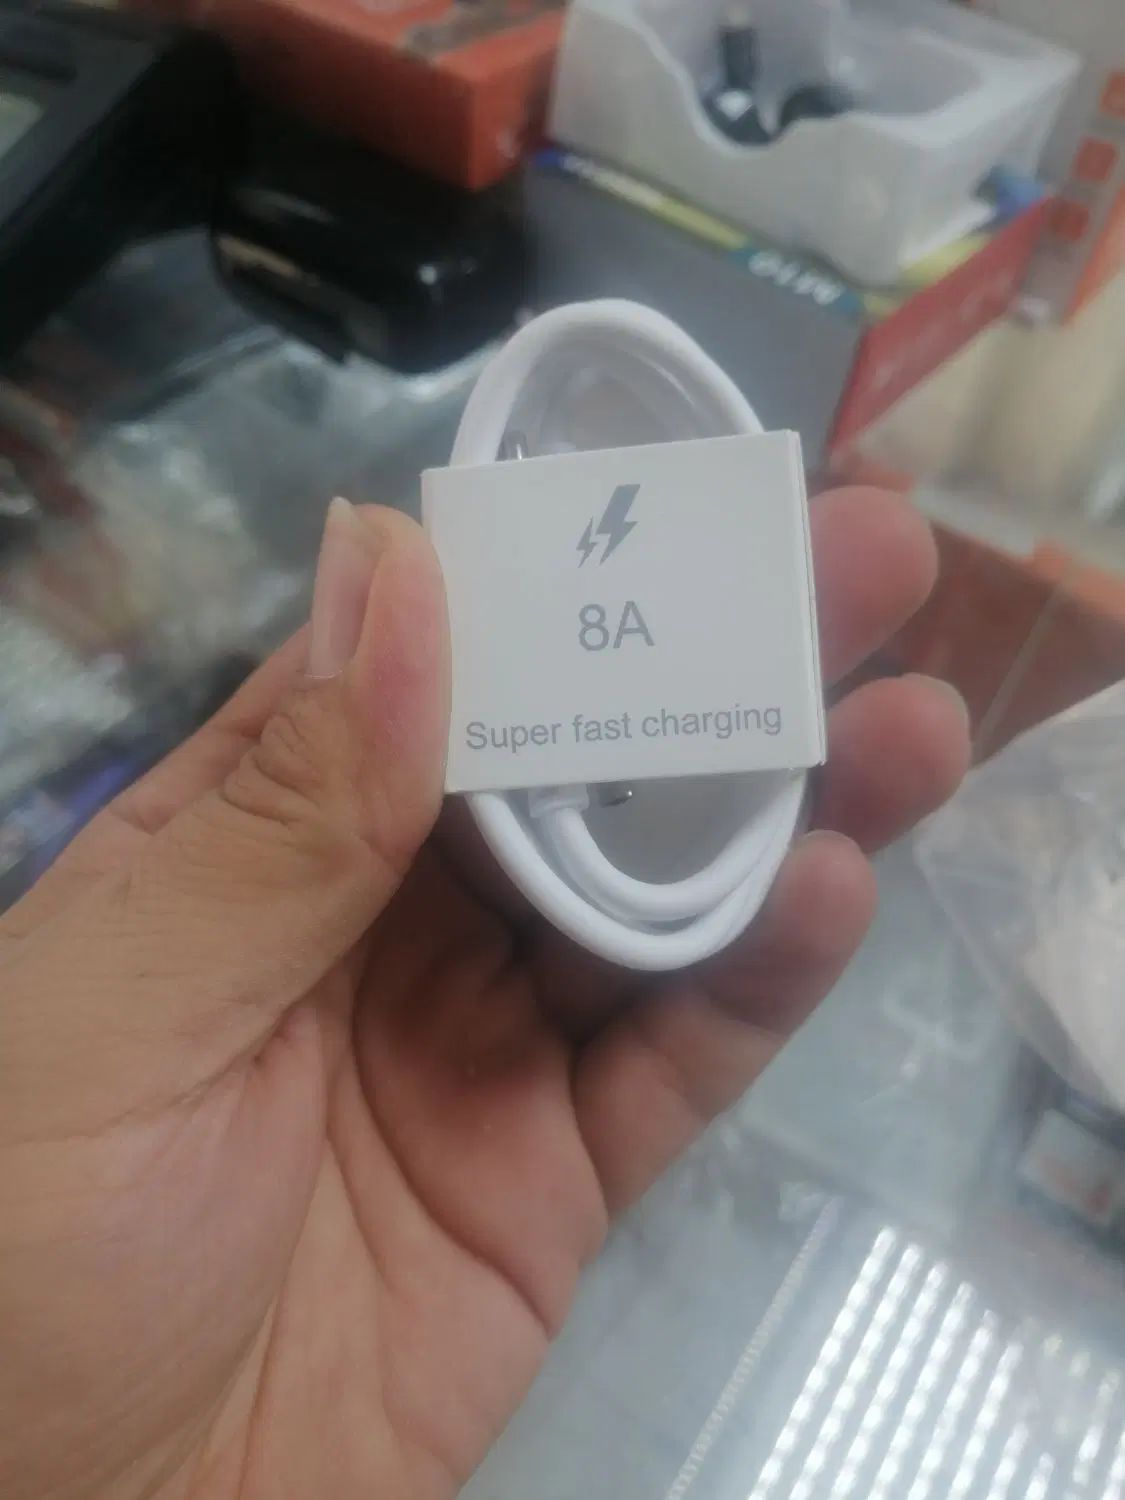 8A
Super fast charging